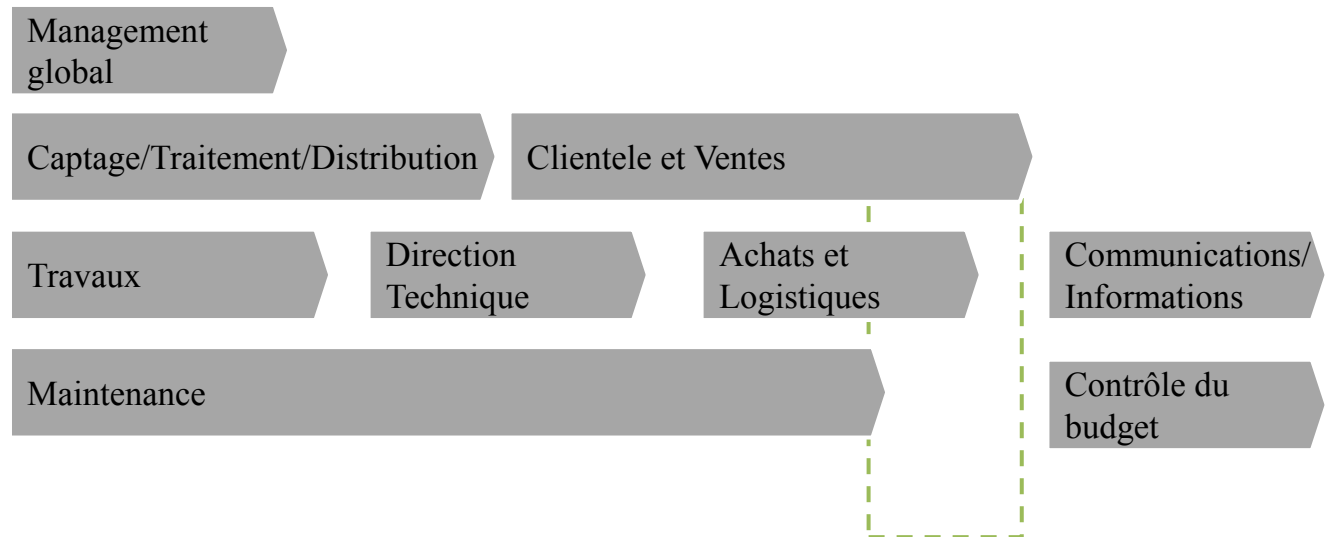 Management
global
Captage/Traitement/Distribution
Clientele et Ventes
Travaux
Direction
Technique
Achats et
Logistiques
Communications/
Informations
Maintenance
Contrôle du
budget